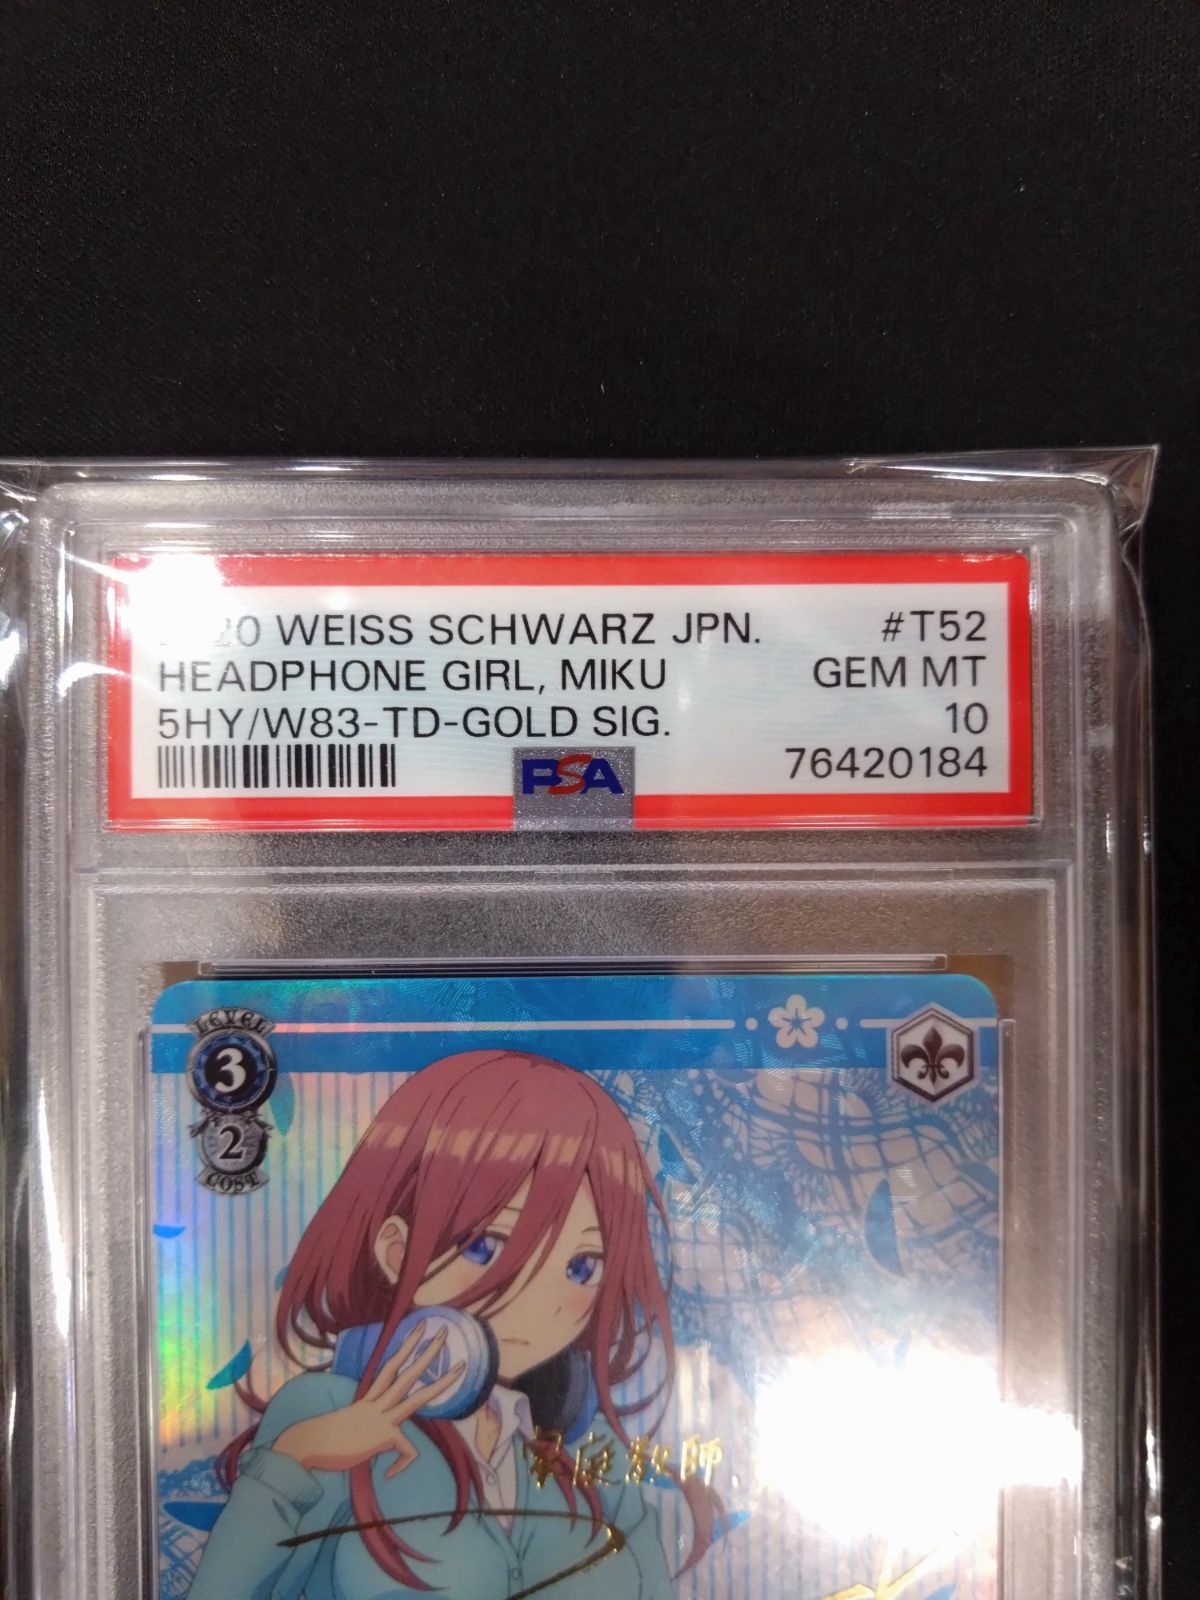 WEISS SCHWARZ JPN. #T52
HEADPHONE GIRL, MIKU GEM MT
5HY/W83-TD-GOLD SIG. 10
PSA 76420184
LEVEL
3
2
COST
家庭教師